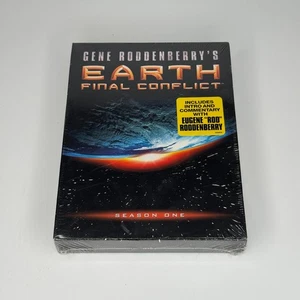 GENE RODDENBERRY'S
EARTH
FINAL CONFLICT
INCLUDES
INTRO AND
COMMENTARY
WITH
EUGENE "ROD"
RODDENBERRY
SEASON ONE